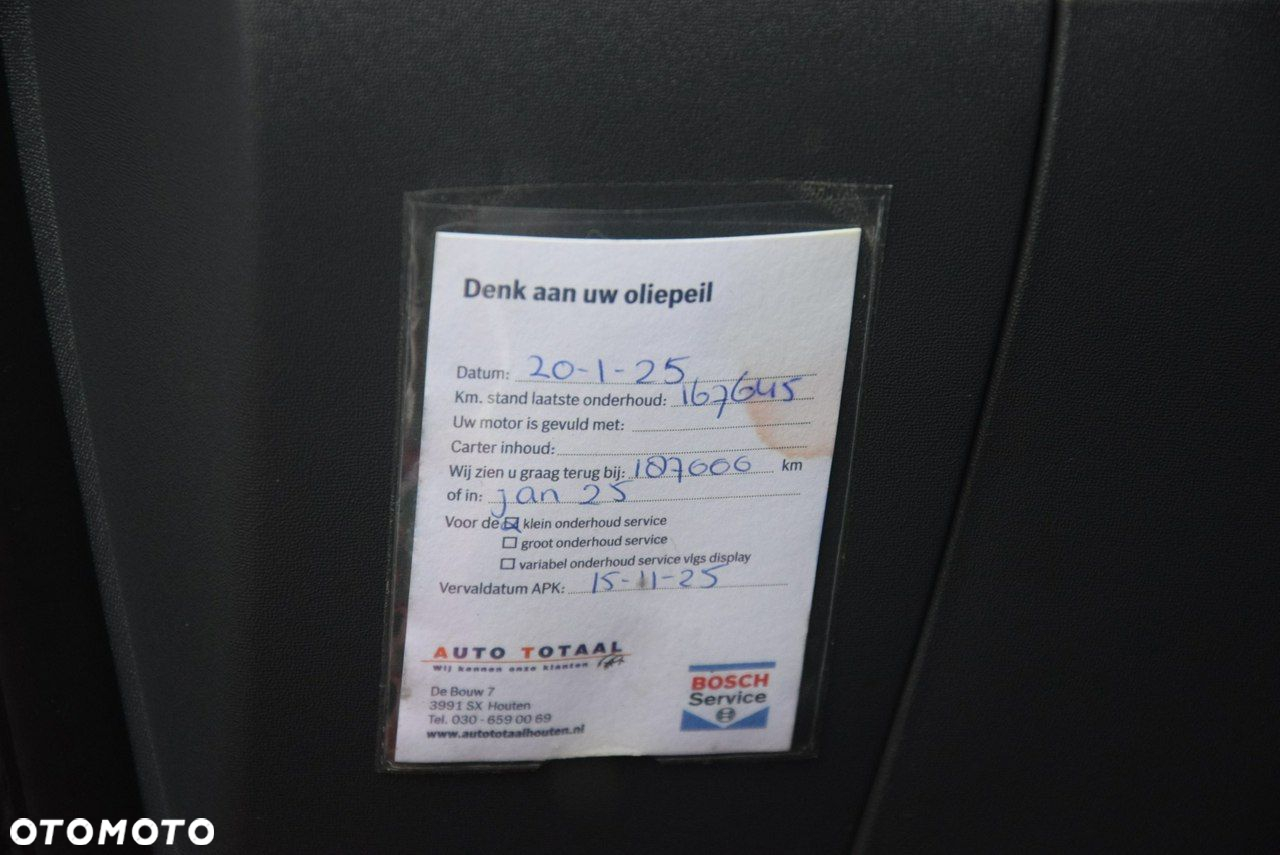 Denk aan uw oliepeil
Datum: 20-1-25
Km. stand laatste onderhoud: 167645
Uw motor is gevuld met:
Carter inhoud:
Wij zien u graag terug bij: 187600 km
of in: jan 25
Voor de ☒ klein onderhoud service
☐ groot onderhoud service
☐ variabel onderhoud service vlgs display
Vervaldatum APK: 15-11-25
AUTO TOTAAL
Wij kennen onze klanten
De Bouw 7
3991 SX Houten
Tel. 030 - 659 00 69
www.autototaalhouten.nl
BOSCH
Service
OTOMOTO